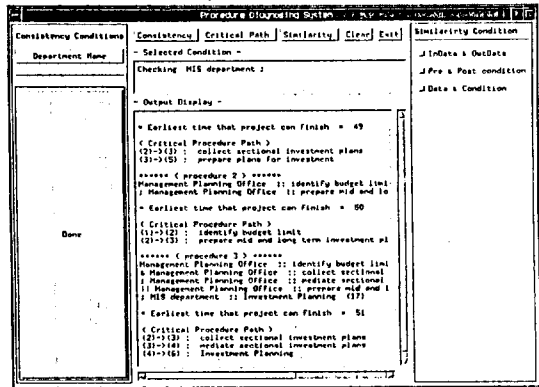 Procedure Diagnosing System
Consistency Conditions
Department Name
Done
Consistency Critical Path Similarity Clear Exit
- Selected Condition -
Checking MIS department ;
- Output Display -
* Earliest time that project can finish = 49
( Critical Procedure Path )
(2)->(3) : collect sectional investment plans
(3)->(5) : prepare plans for investment
****** ( procedure 2 ) ******
Management Planning Office :: identify budget limi
; Management Planning Office :: prepare mid and lo
* Earliest time that project can finish = 60
( Critical Procedure Path )
(1)->(2) : identify budget limit
(2)->(3) : prepare mid and long term investment pl
****** ( procedure 3 ) ******
Management Planning Office :: identify budget limi
& Management Planning Office :: collect sectional
; Management Planning Office :: mediate sectional
|| Management Planning Office :: prepare mid and l
; MIS department :: Investment Planning (17)
* Earliest time that project can finish = 51
( Critical Procedure Path )
(2)->(3) : collect sectional investment plans
(3)->(4) : mediate sectional investment plans
(4)->(6) : Investment Planning
Similarirty Condition
InData & OutData
Pre & Post condition
Data & Condition